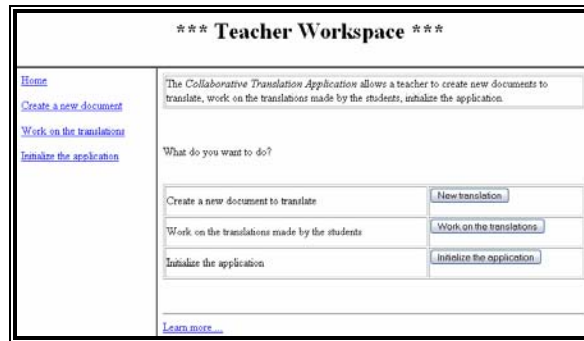 *** Teacher Workspace ***
Home
Create a new document
Work on the translations
Initialize the application
The Collaborative Translation Application allows a teacher to create new documents to
translate, work on the translations made by the students, initialize the application.
What do you want to do?
Create a new document to translate
New translation
Work on the translations made by the students
Work on the translations
Initialize the application
Initialize the application
Learn more ...